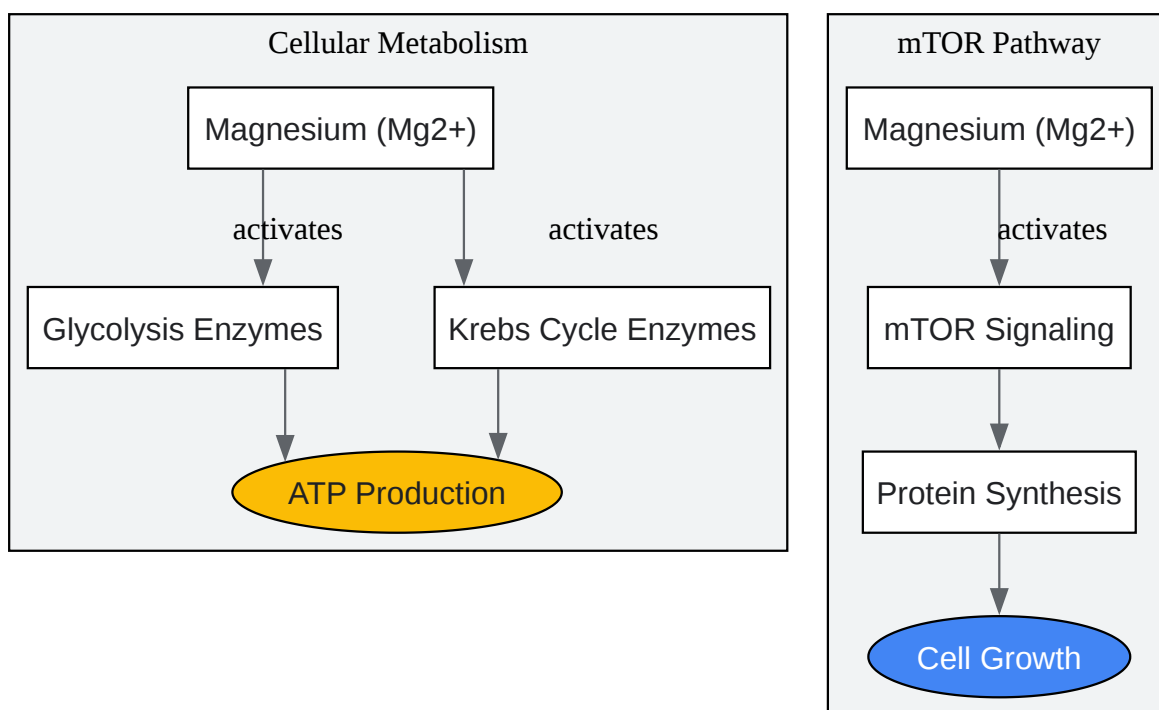 Cellular Metabolism
Magnesium (Mg2+)
activates
activates
Glycolysis Enzymes
Krebs Cycle Enzymes
ATP Production
mTOR Pathway
Magnesium (Mg2+)
activates
mTOR Signaling
Protein Synthesis
Cell Growth